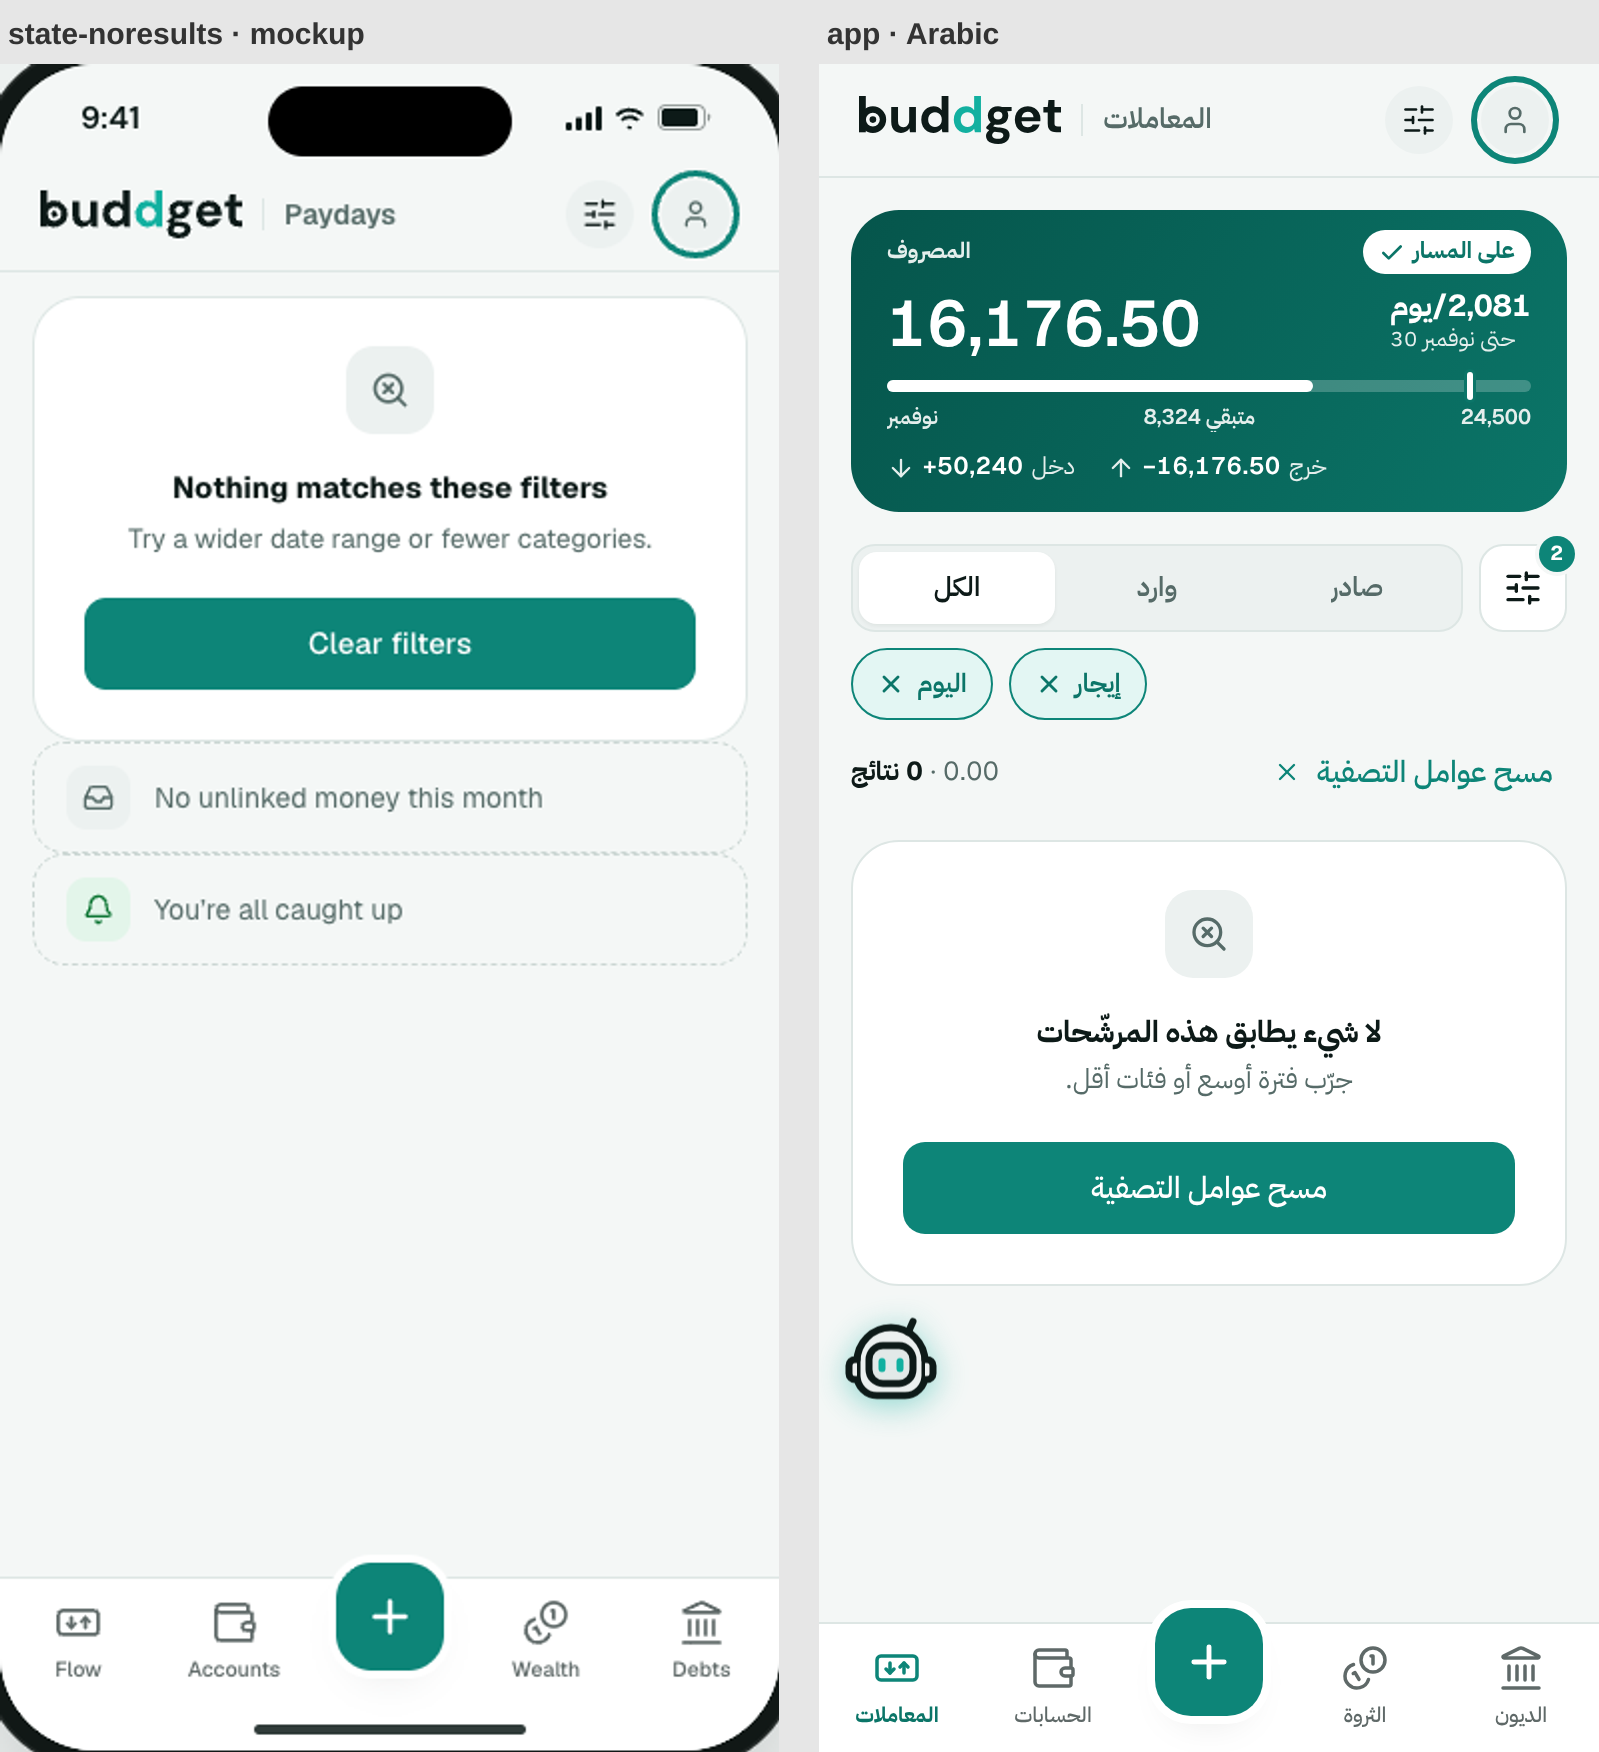 state-noresults · mockup
9:41
buddget
Paydays
Nothing matches these filters
Try a wider date range or fewer categories.
Clear filters
No unlinked money this month
You're all caught up
Flow
Accounts
Wealth
Debts
app · Arabic
buddget
المعاملات
المصروف
على المسار
16,176.50
2,081/يوم
حتى نوفمبر 30
نوفمبر
متبقي 8,324
24,500
+50,240 دخل
−16,176.50 خرج
الكل
وارد
صادر
2
اليوم
إيجار
0 نتائج · 0.00
مسح عوامل التصفية
لا شيء يطابق هذه المرشّحات
جرّب فترة أوسع أو فئات أقل.
مسح عوامل التصفية
المعاملات
الحسابات
الثروة
الديون